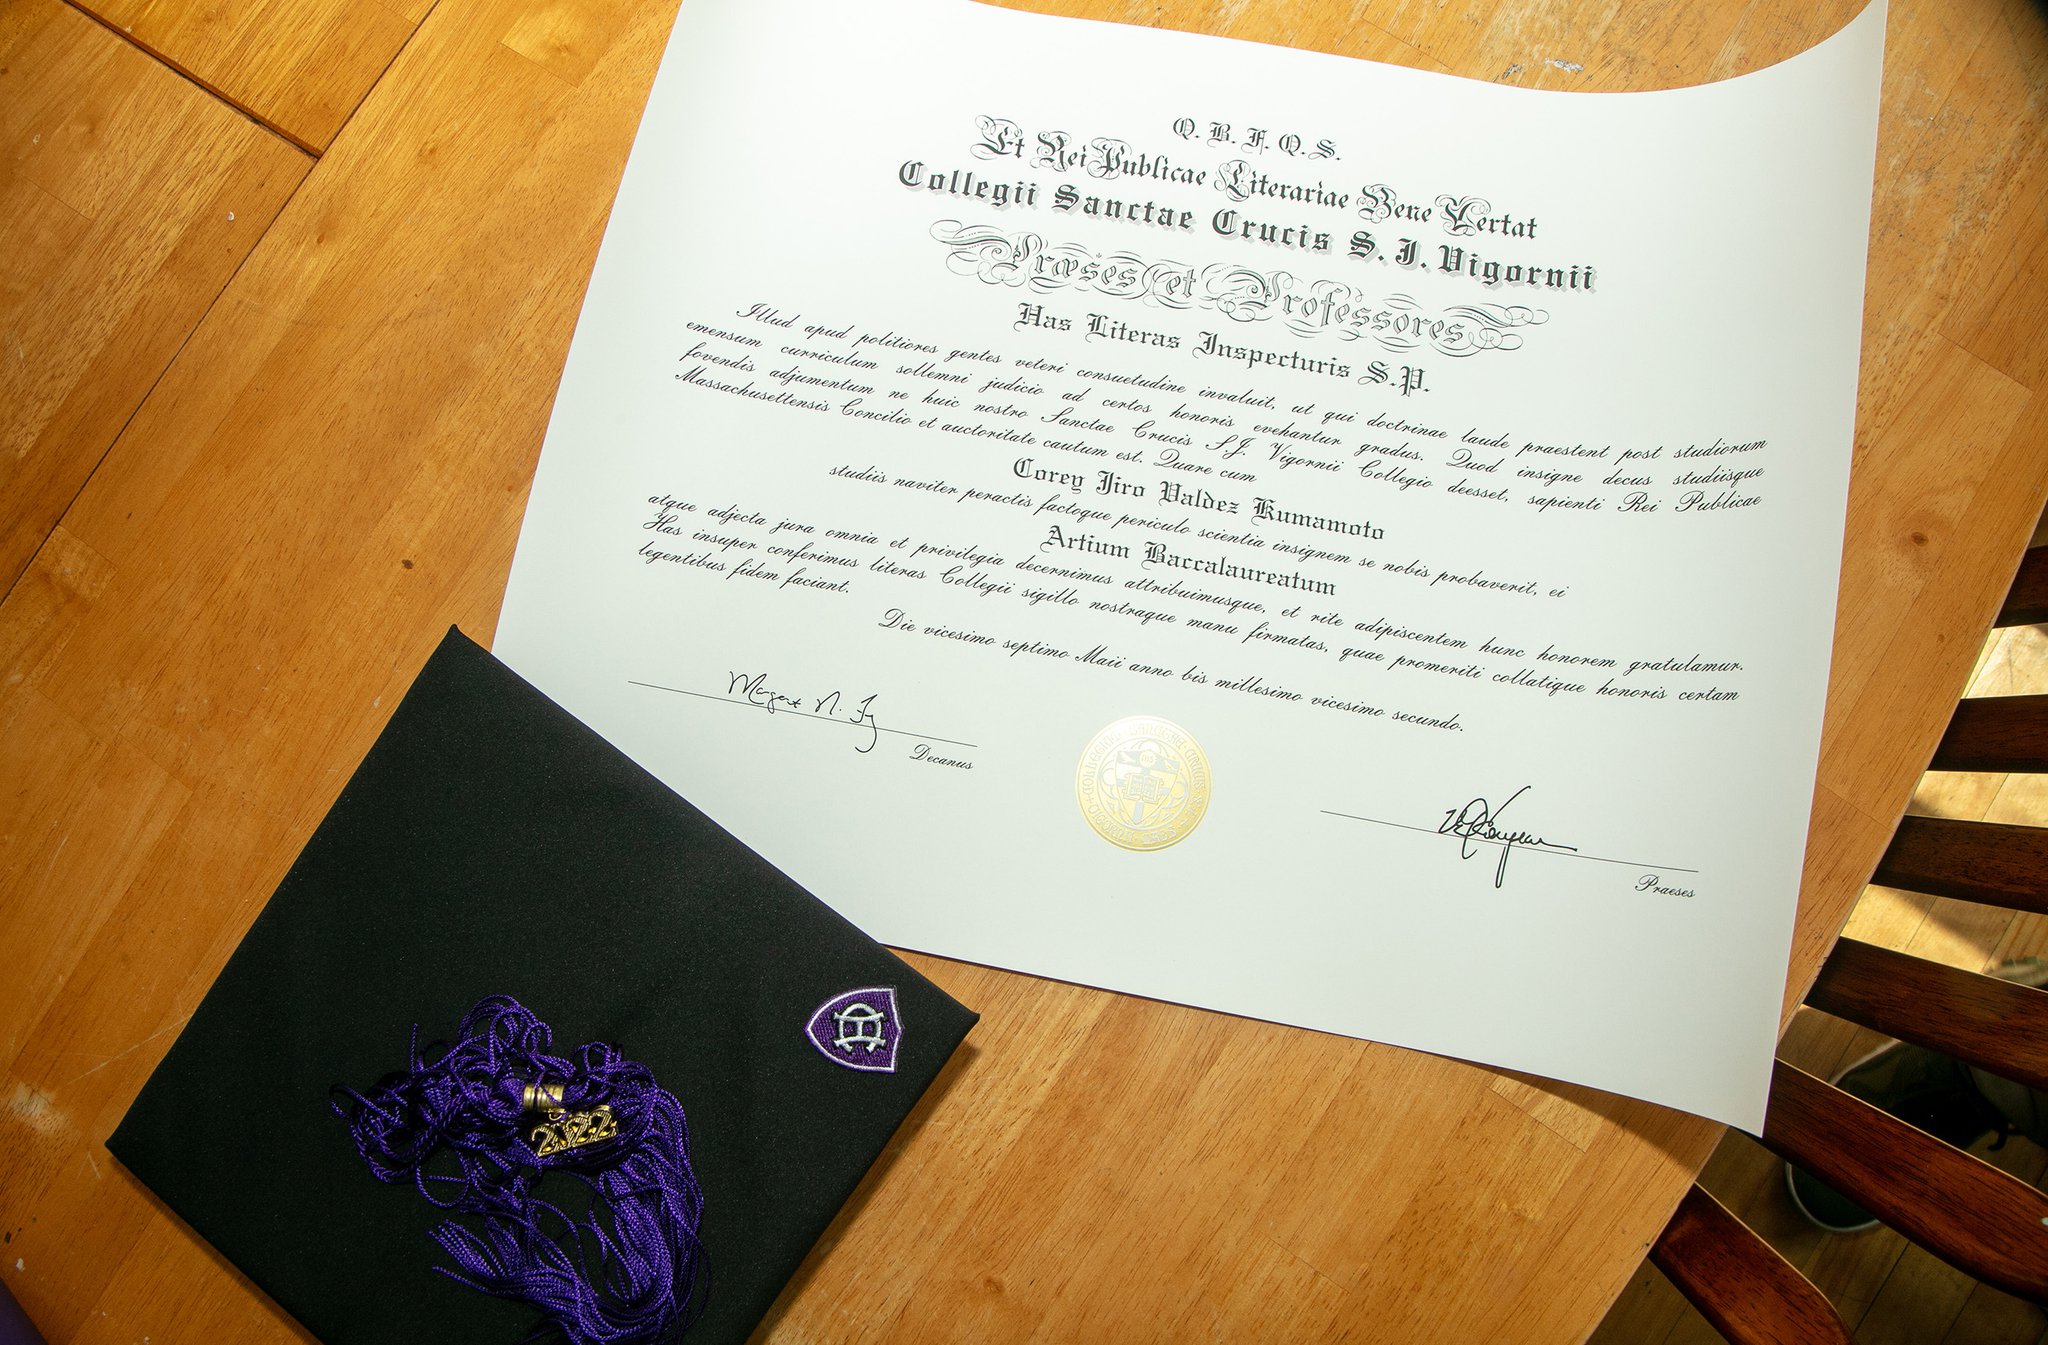 Q. B. F. Q. S.
Et Rei Publicae Literariae Bene Vertat
Collegii Sanctae Crucis S. J. Vigornii
Præses et Professores
Has Literas Inspecturis S.P.
Illud apud politiores gentes veteri consuetudine invaluit, ut qui doctrinae laude praestent post studiorum
emensum curriculum sollemni judicio ad certos honoris evehantur gradus. Quod insigne decus studiisque
fovendis adjumentum ne huic nostro Sanctae Crucis S.J. Vigornii Collegio deesset, sapienti Rei Publicae
Massachusettensis Concilio et auctoritate cautum est. Quare cum
Corey Jiro Valdez Kumamoto
studiis naviter peractis factoque periculo scientia insignem se nobis probaverit, ei
Artium Baccalaureatum
atque adjecta jura omnia et privilegia decernimus attribuimusque, et rite adipiscentem hunc honorem gratulamur.
Has insuper conferimus literas Collegii sigillo nostraque manu firmatas, quae promeriti collatique honoris certam
legentibus fidem faciant.
Die vicesimo septimo Maii anno bis millesimo vicesimo secundo.
Decanus
Praeses
2022